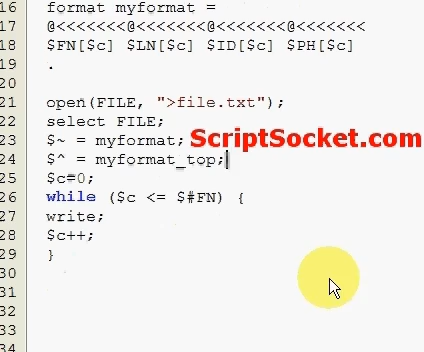 16 format myformat =
17 @<<<<<<<@<<<<<<<@<<<<<<<@<<<<<<<
18 $FN[$c] $LN[$c] $ID[$c] $PH[$c]
19 .
20
21 open(FILE, ">file.txt");
22 select FILE;
23 $~ = myformat; ScriptSocket.com
24 $^ = myformat_top;
25 $c=0;
26 while ($c <= $#FN) {
27 write;
28 $c++;
29 }
30
31
32
33
34